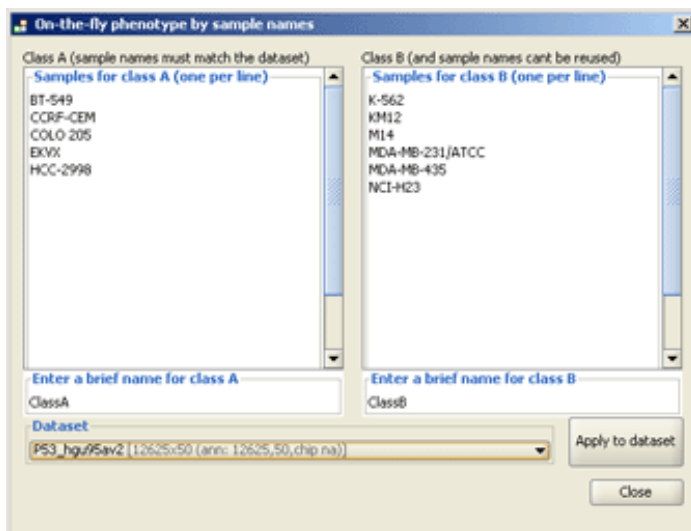 On-the-fly phenotype by sample names
Class A (sample names must match the dataset)
Samples for class A (one per line)
BT-549
CCRF-CEM
COLO 205
EKVX
HCC-2998
Class B (and sample names cant be reused)
Samples for class B (one per line)
K-562
KM12
M14
MDA-MB-231/ATCC
MDA-MB-435
NCI-H23
Enter a brief name for class A
ClassA
Enter a brief name for class B
ClassB
Dataset
P53_hgu95av2 [12625x50 (ann: 12625,50,chip na)]
Apply to dataset
Close